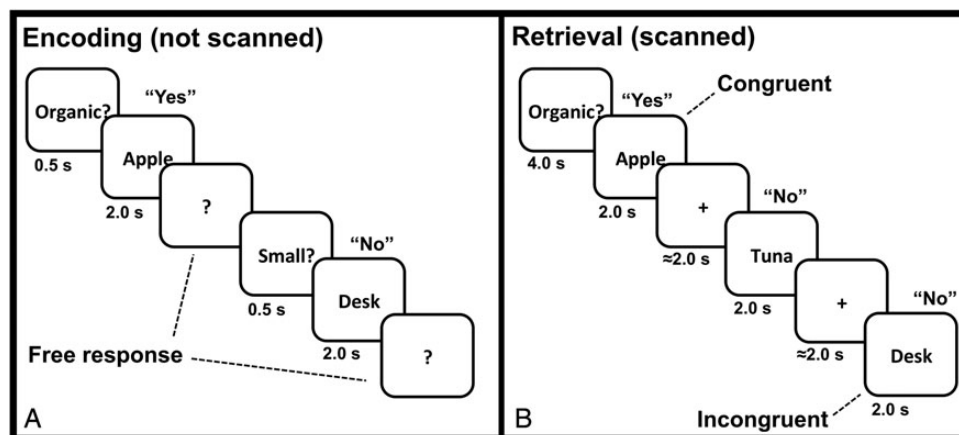 Encoding (not scanned)
Organic?
"Yes"
0.5 s
Apple
2.0 s
?
Small?
"No"
0.5 s
Desk
2.0 s
?
Free response
A
Retrieval (scanned)
Organic?
"Yes"
Congruent
4.0 s
Apple
2.0 s
+
"No"
≈2.0 s
Tuna
2.0 s
+
"No"
≈2.0 s
Desk
2.0 s
Incongruent
B